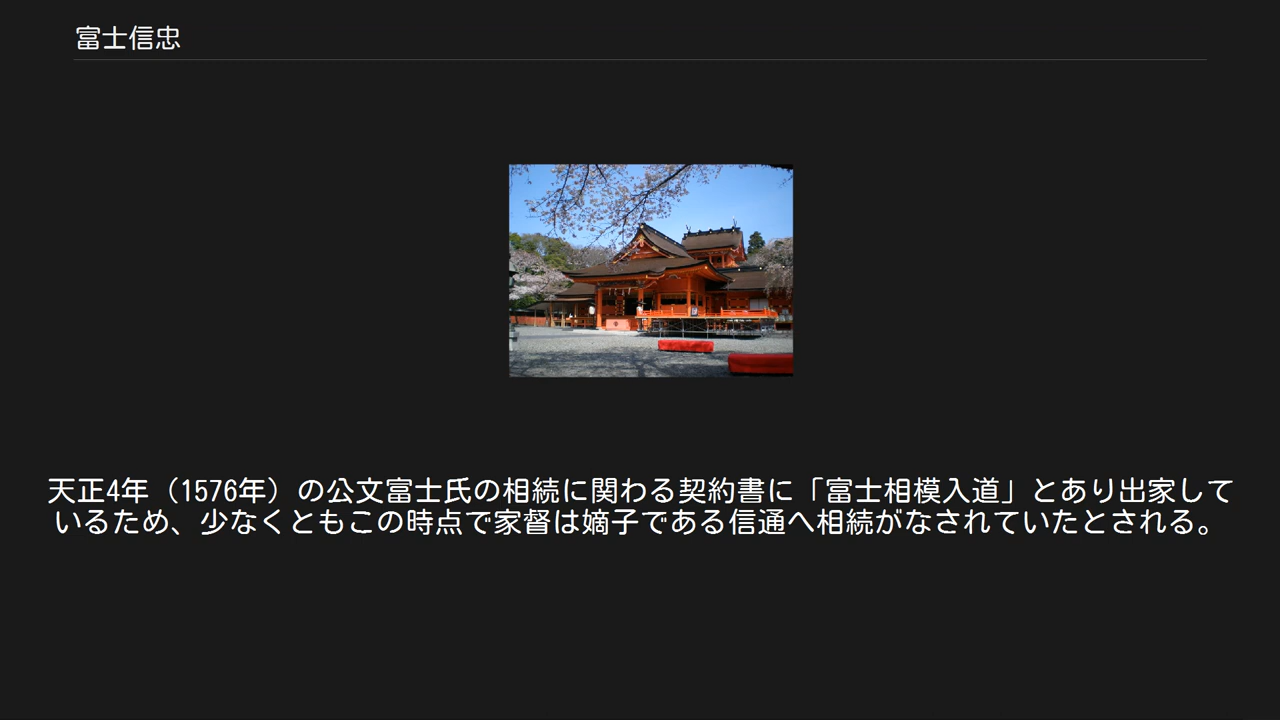 富士信忠
天正4年（1576年）の公文富士氏の相続に関わる契約書に「富士相模入道」とあり出家して
いるため、少なくともこの時点で家督は嫡子である信通へ相続がなされていたとされる。